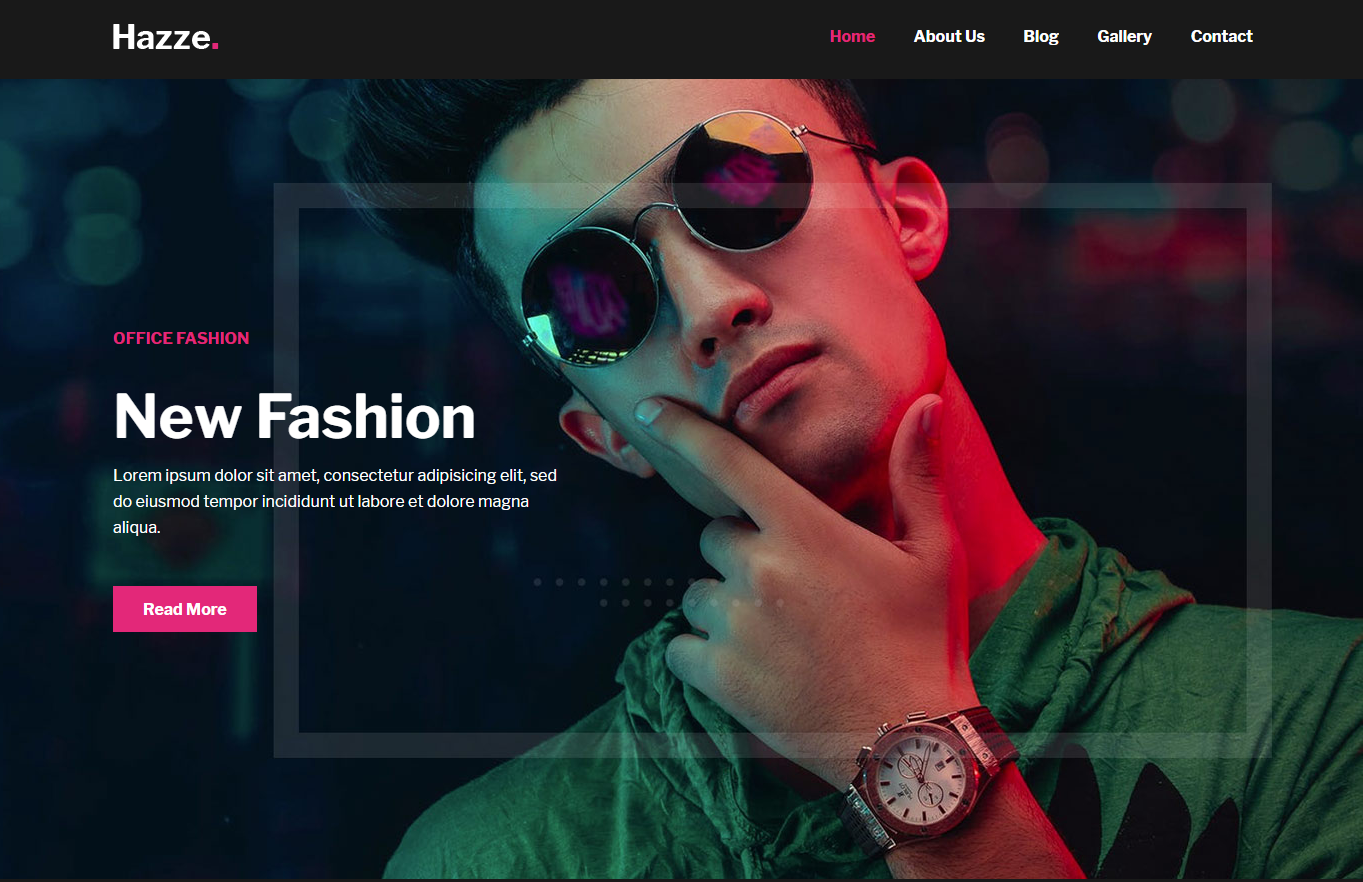 Hazze.
Home About Us Blog Gallery Contact
OFFICE FASHION
New Fashion
Lorem ipsum dolor sit amet, consectetur adipisicing elit, sed
do eiusmod tempor incididunt ut labore et dolore magna
aliqua.
Read More